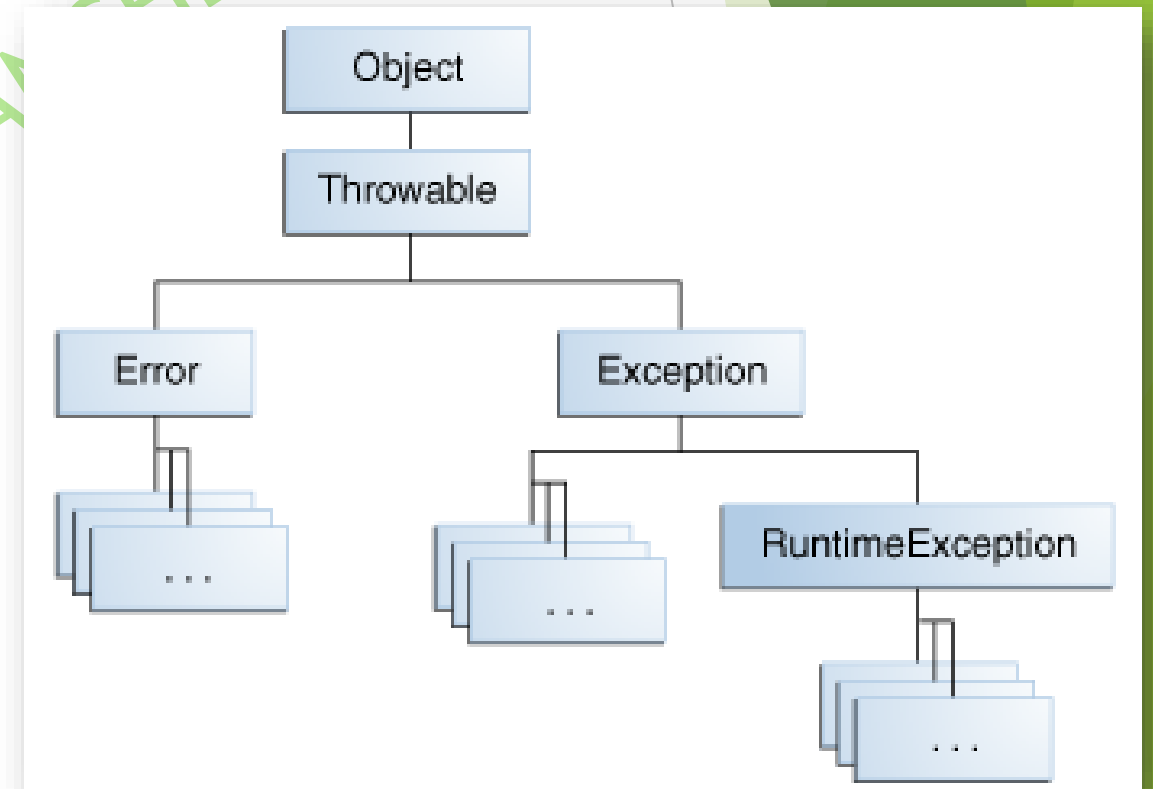 Object
Throwable
Error
Exception
...
...
RuntimeException
...